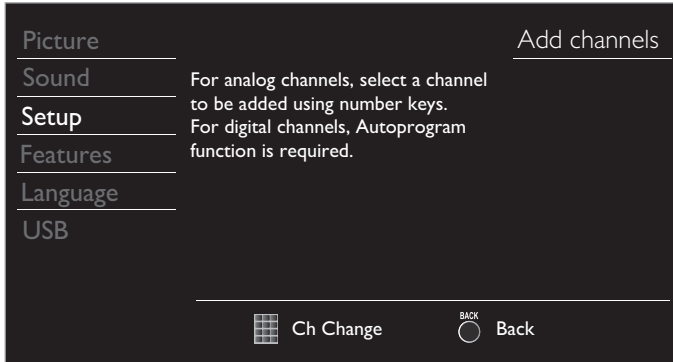 Picture
Sound
Setup
Features
Language
USB
Add channels
For analog channels, select a channel
to be added using number keys.
For digital channels, Autoprogram
function is required.
Ch Change
BACK
Back